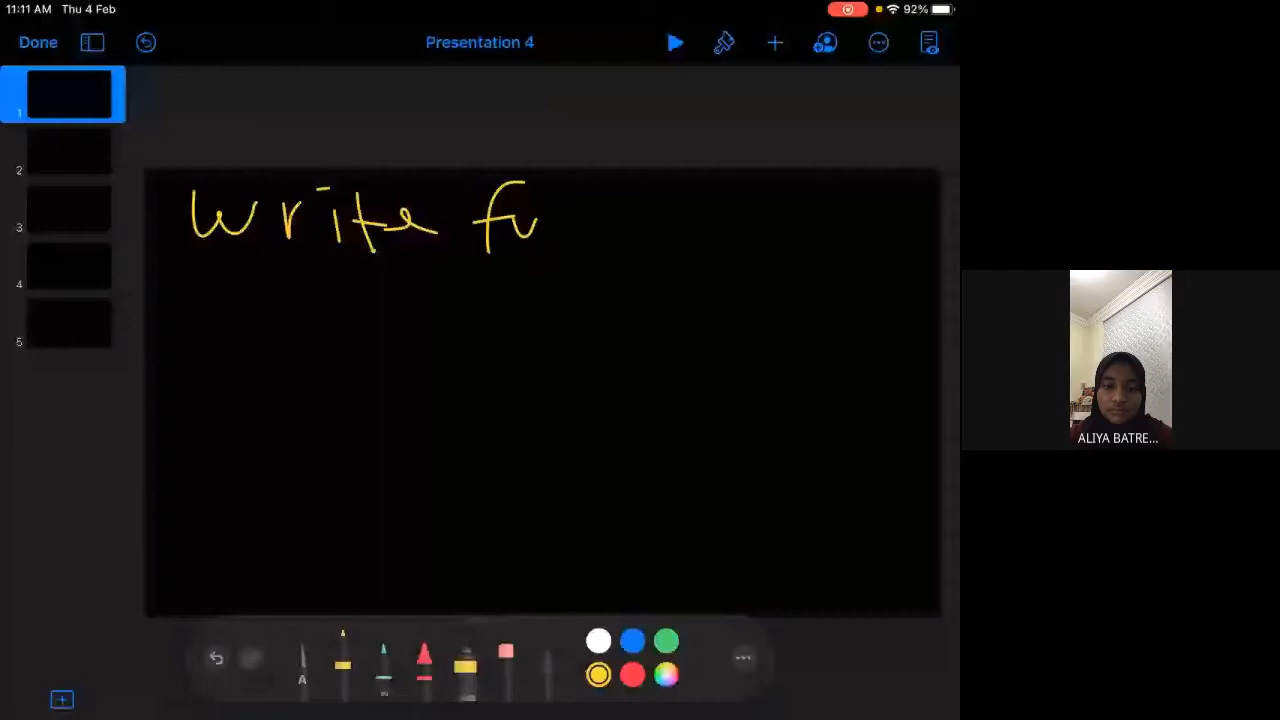 11:11 AM Thu 4 Feb 92%
Done Presentation 4
1
2
3
4
5
Write fu
A
ALIYA BATRE...